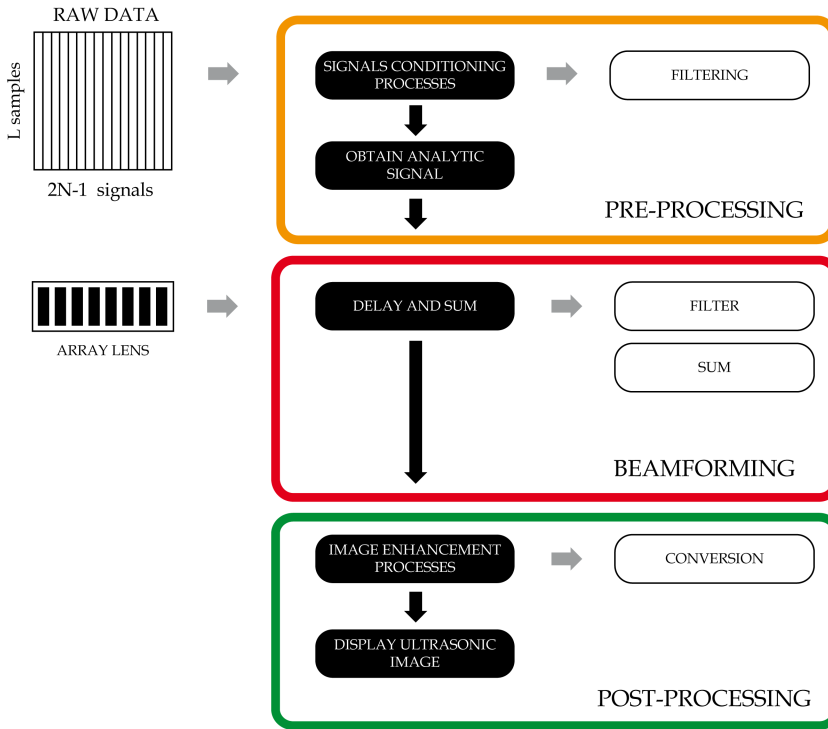 RAW DATA
L samples
2N-1 signals
SIGNALS CONDITIONING
PROCESSES
FILTERING
OBTAIN ANALYTIC
SIGNAL
PRE-PROCESSING
ARRAY LENS
DELAY AND SUM
FILTER
SUM
BEAMFORMING
IMAGE ENHANCEMENT
PROCESSES
CONVERSION
DISPLAY ULTRASONIC
IMAGE
POST-PROCESSING